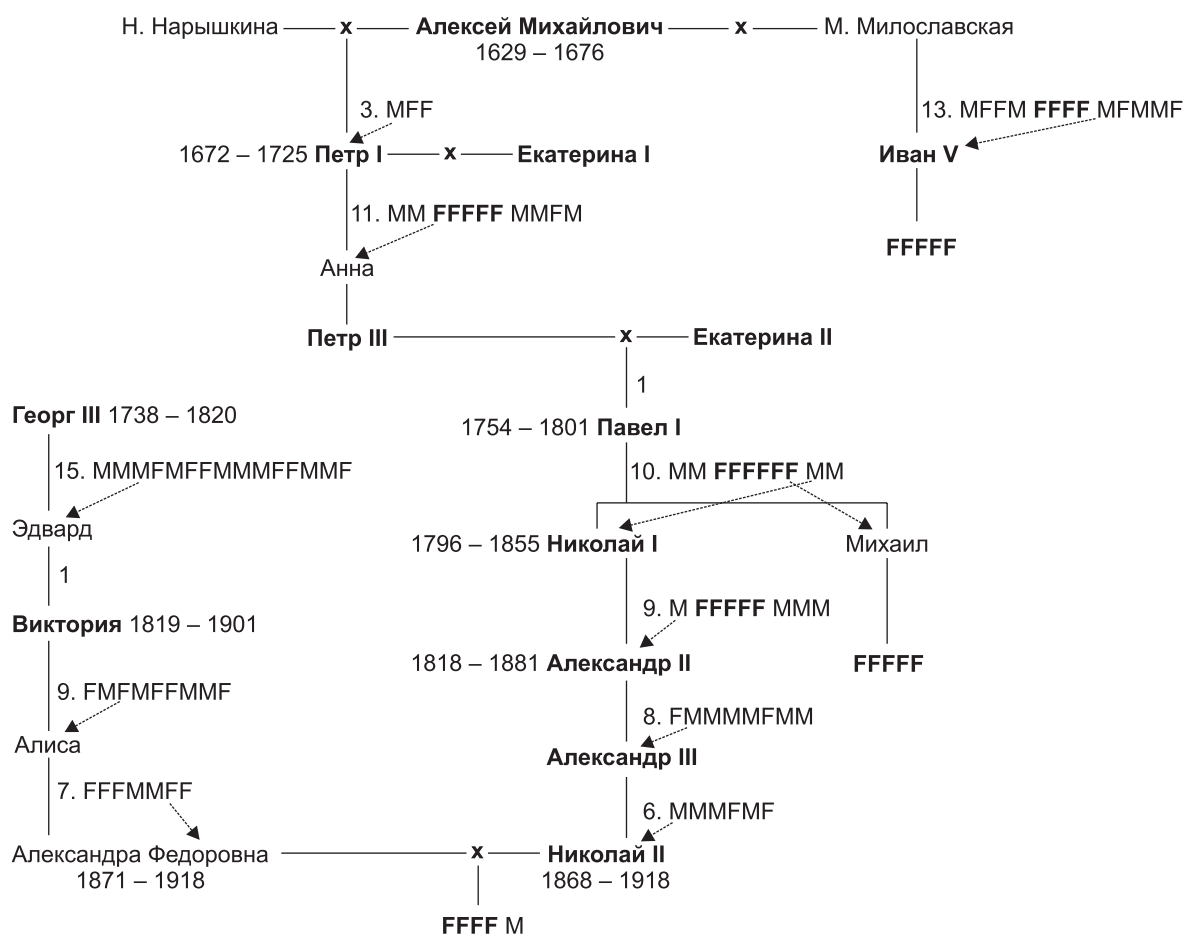 Н. Нарышкина x Алексей Михайлович x М. Милославская
1629 – 1676
3. MFF
13. MFFM FFFF MFMMF
1672 – 1725 Петр I x Екатерина I
Иван V
11. MM FFFFF MMFM
FFFFF
Анна
Петр III x Екатерина II
1
Георг III 1738 – 1820
1754 – 1801 Павел I
15. MMMFMFFMMMFFMMF
10. MM FFFFFF MM
Эдвард
1796 – 1855 Николай I
Михаил
1
9. M FFFFF MMM
Виктория 1819 – 1901
1818 – 1881 Александр II
FFFFF
9. FMFMFFMMF
8. FMMMMFMM
Алиса
Александр III
7. FFFMMFF
6. MMMFMF
Александра Федоровна x Николай II
1871 – 1918
1868 – 1918
FFFF M